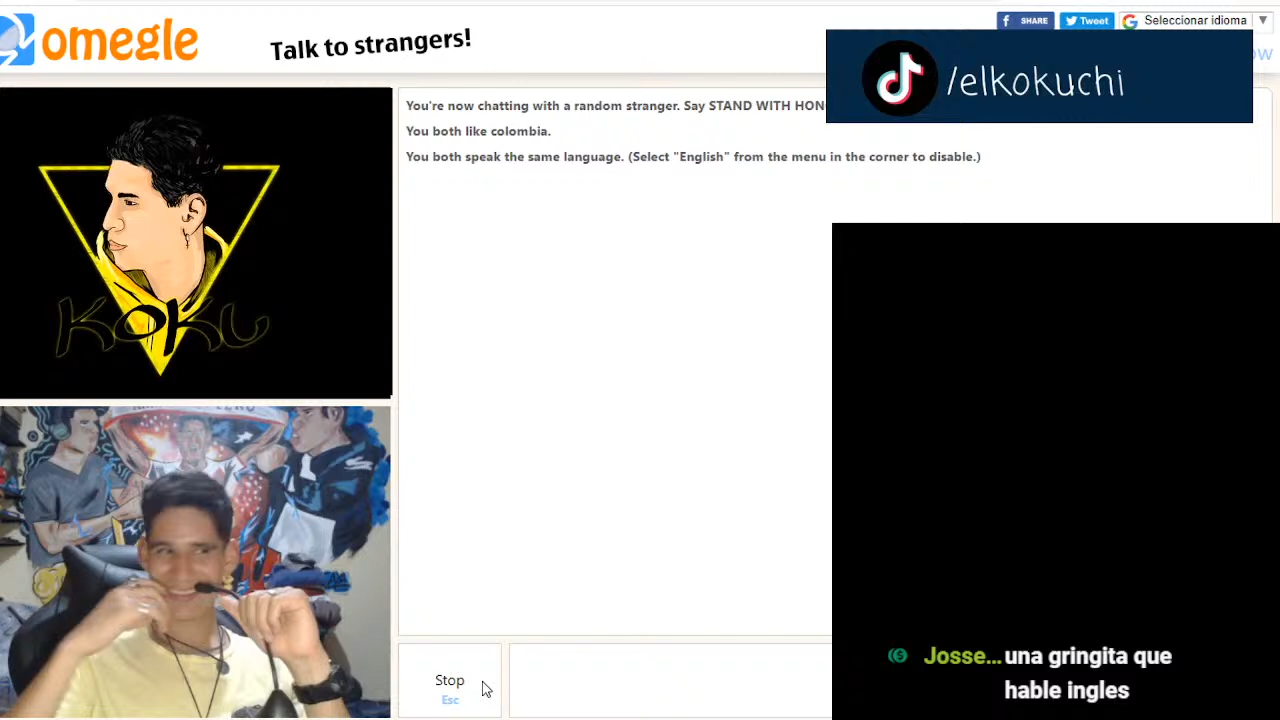 omegle
Talk to strangers!
SHARE
Tweet
Seleccionar idioma
/elkokuchi
You're now chatting with a random stranger. Say STAND WITH HON
You both like colombia.
You both speak the same language. (Select "English" from the menu in the corner to disable.)
KOKU
Stop
Esc
Josse... una gringita que
hable ingles